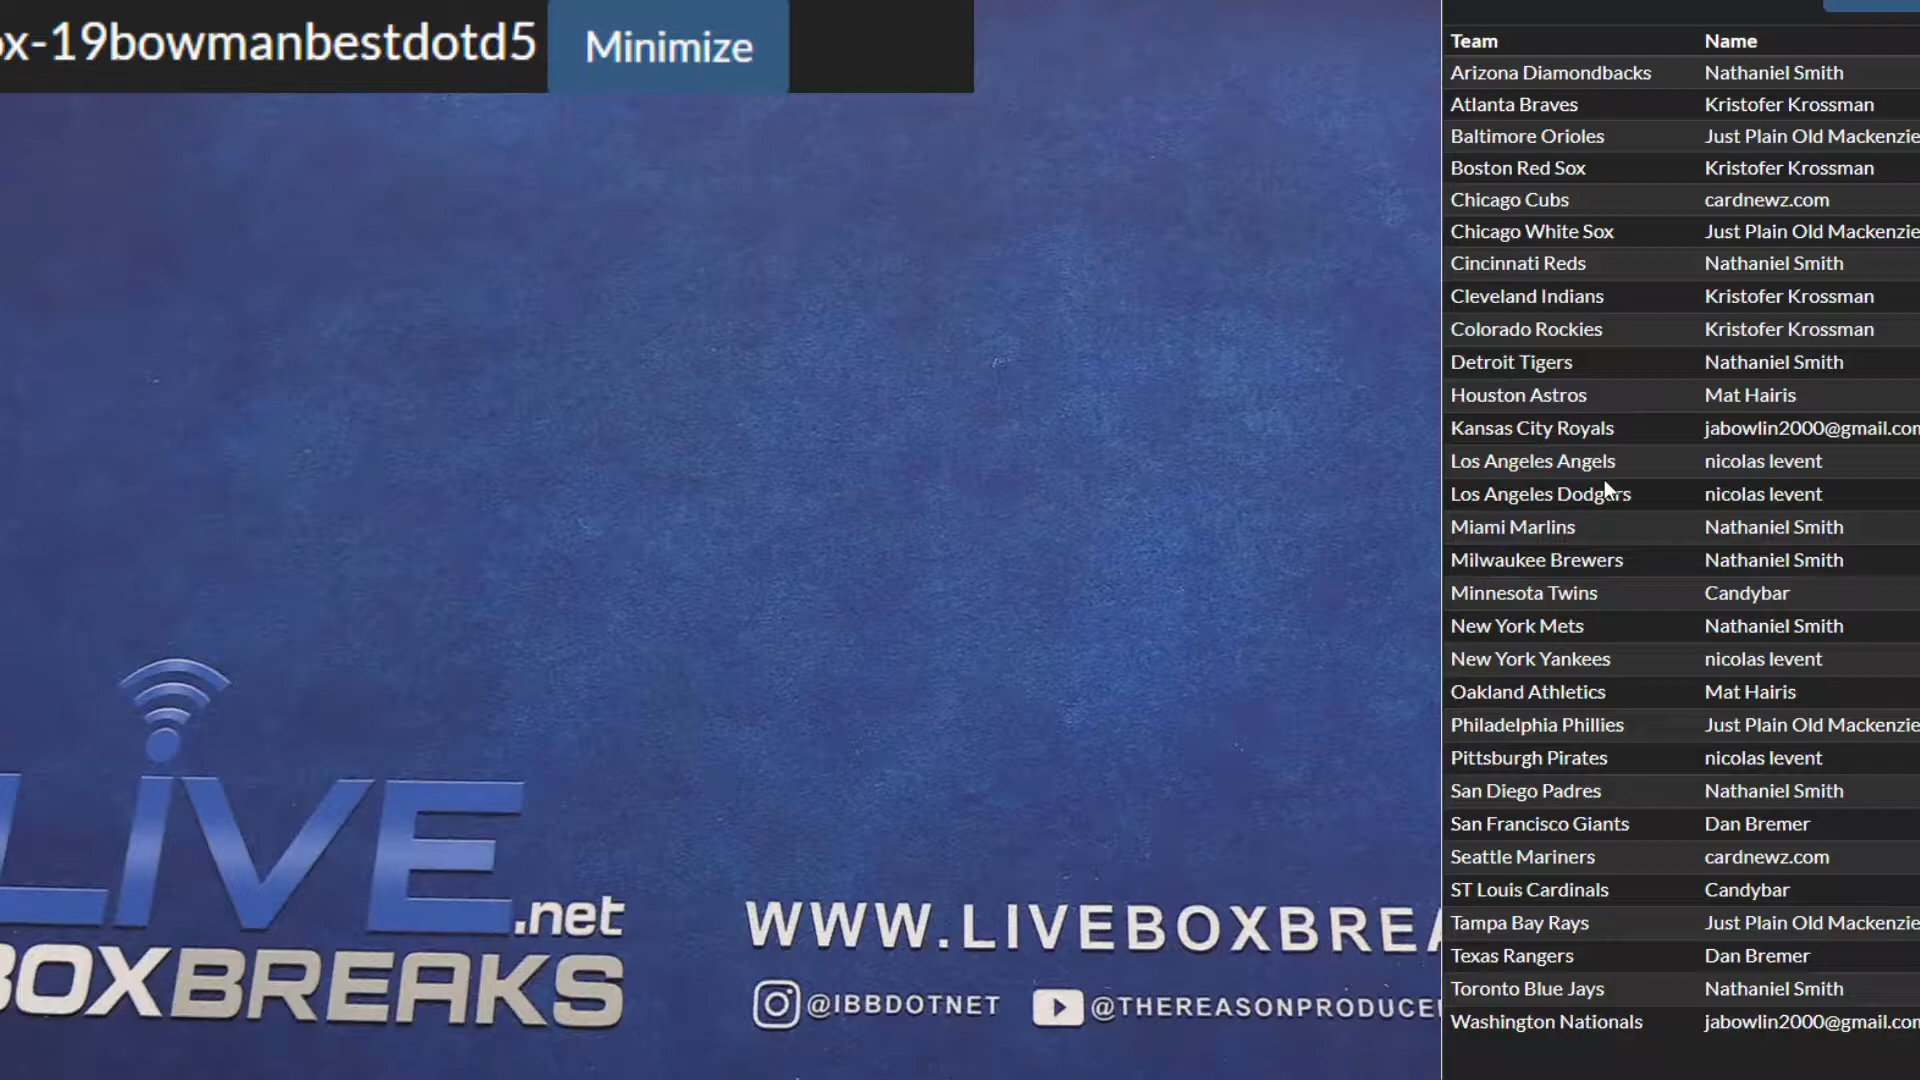 ox-19bowmanbestdotd5
Minimize
Team Name
Arizona Diamondbacks Nathaniel Smith
Atlanta Braves Kristofer Krossman
Baltimore Orioles Just Plain Old Mackenzie
Boston Red Sox Kristofer Krossman
Chicago Cubs cardnewz.com
Chicago White Sox Just Plain Old Mackenzie
Cincinnati Reds Nathaniel Smith
Cleveland Indians Kristofer Krossman
Colorado Rockies Kristofer Krossman
Detroit Tigers Nathaniel Smith
Houston Astros Mat Hairis
Kansas City Royals jabowlin2000@gmail.com
Los Angeles Angels nicolas levent
Los Angeles Dodgers nicolas levent
Miami Marlins Nathaniel Smith
Milwaukee Brewers Nathaniel Smith
Minnesota Twins Candybar
New York Mets Nathaniel Smith
New York Yankees nicolas levent
Oakland Athletics Mat Hairis
Philadelphia Phillies Just Plain Old Mackenzie
Pittsburgh Pirates nicolas levent
San Diego Padres Nathaniel Smith
San Francisco Giants Dan Bremer
Seattle Mariners cardnewz.com
ST Louis Cardinals Candybar
Tampa Bay Rays Just Plain Old Mackenzie
Texas Rangers Dan Bremer
Toronto Blue Jays Nathaniel Smith
Washington Nationals jabowlin2000@gmail.com
LIVE.net
BOXBREAKS
WWW.LIVEBOXBREA
@IBBDOTNET @THEREASONPRODUCE